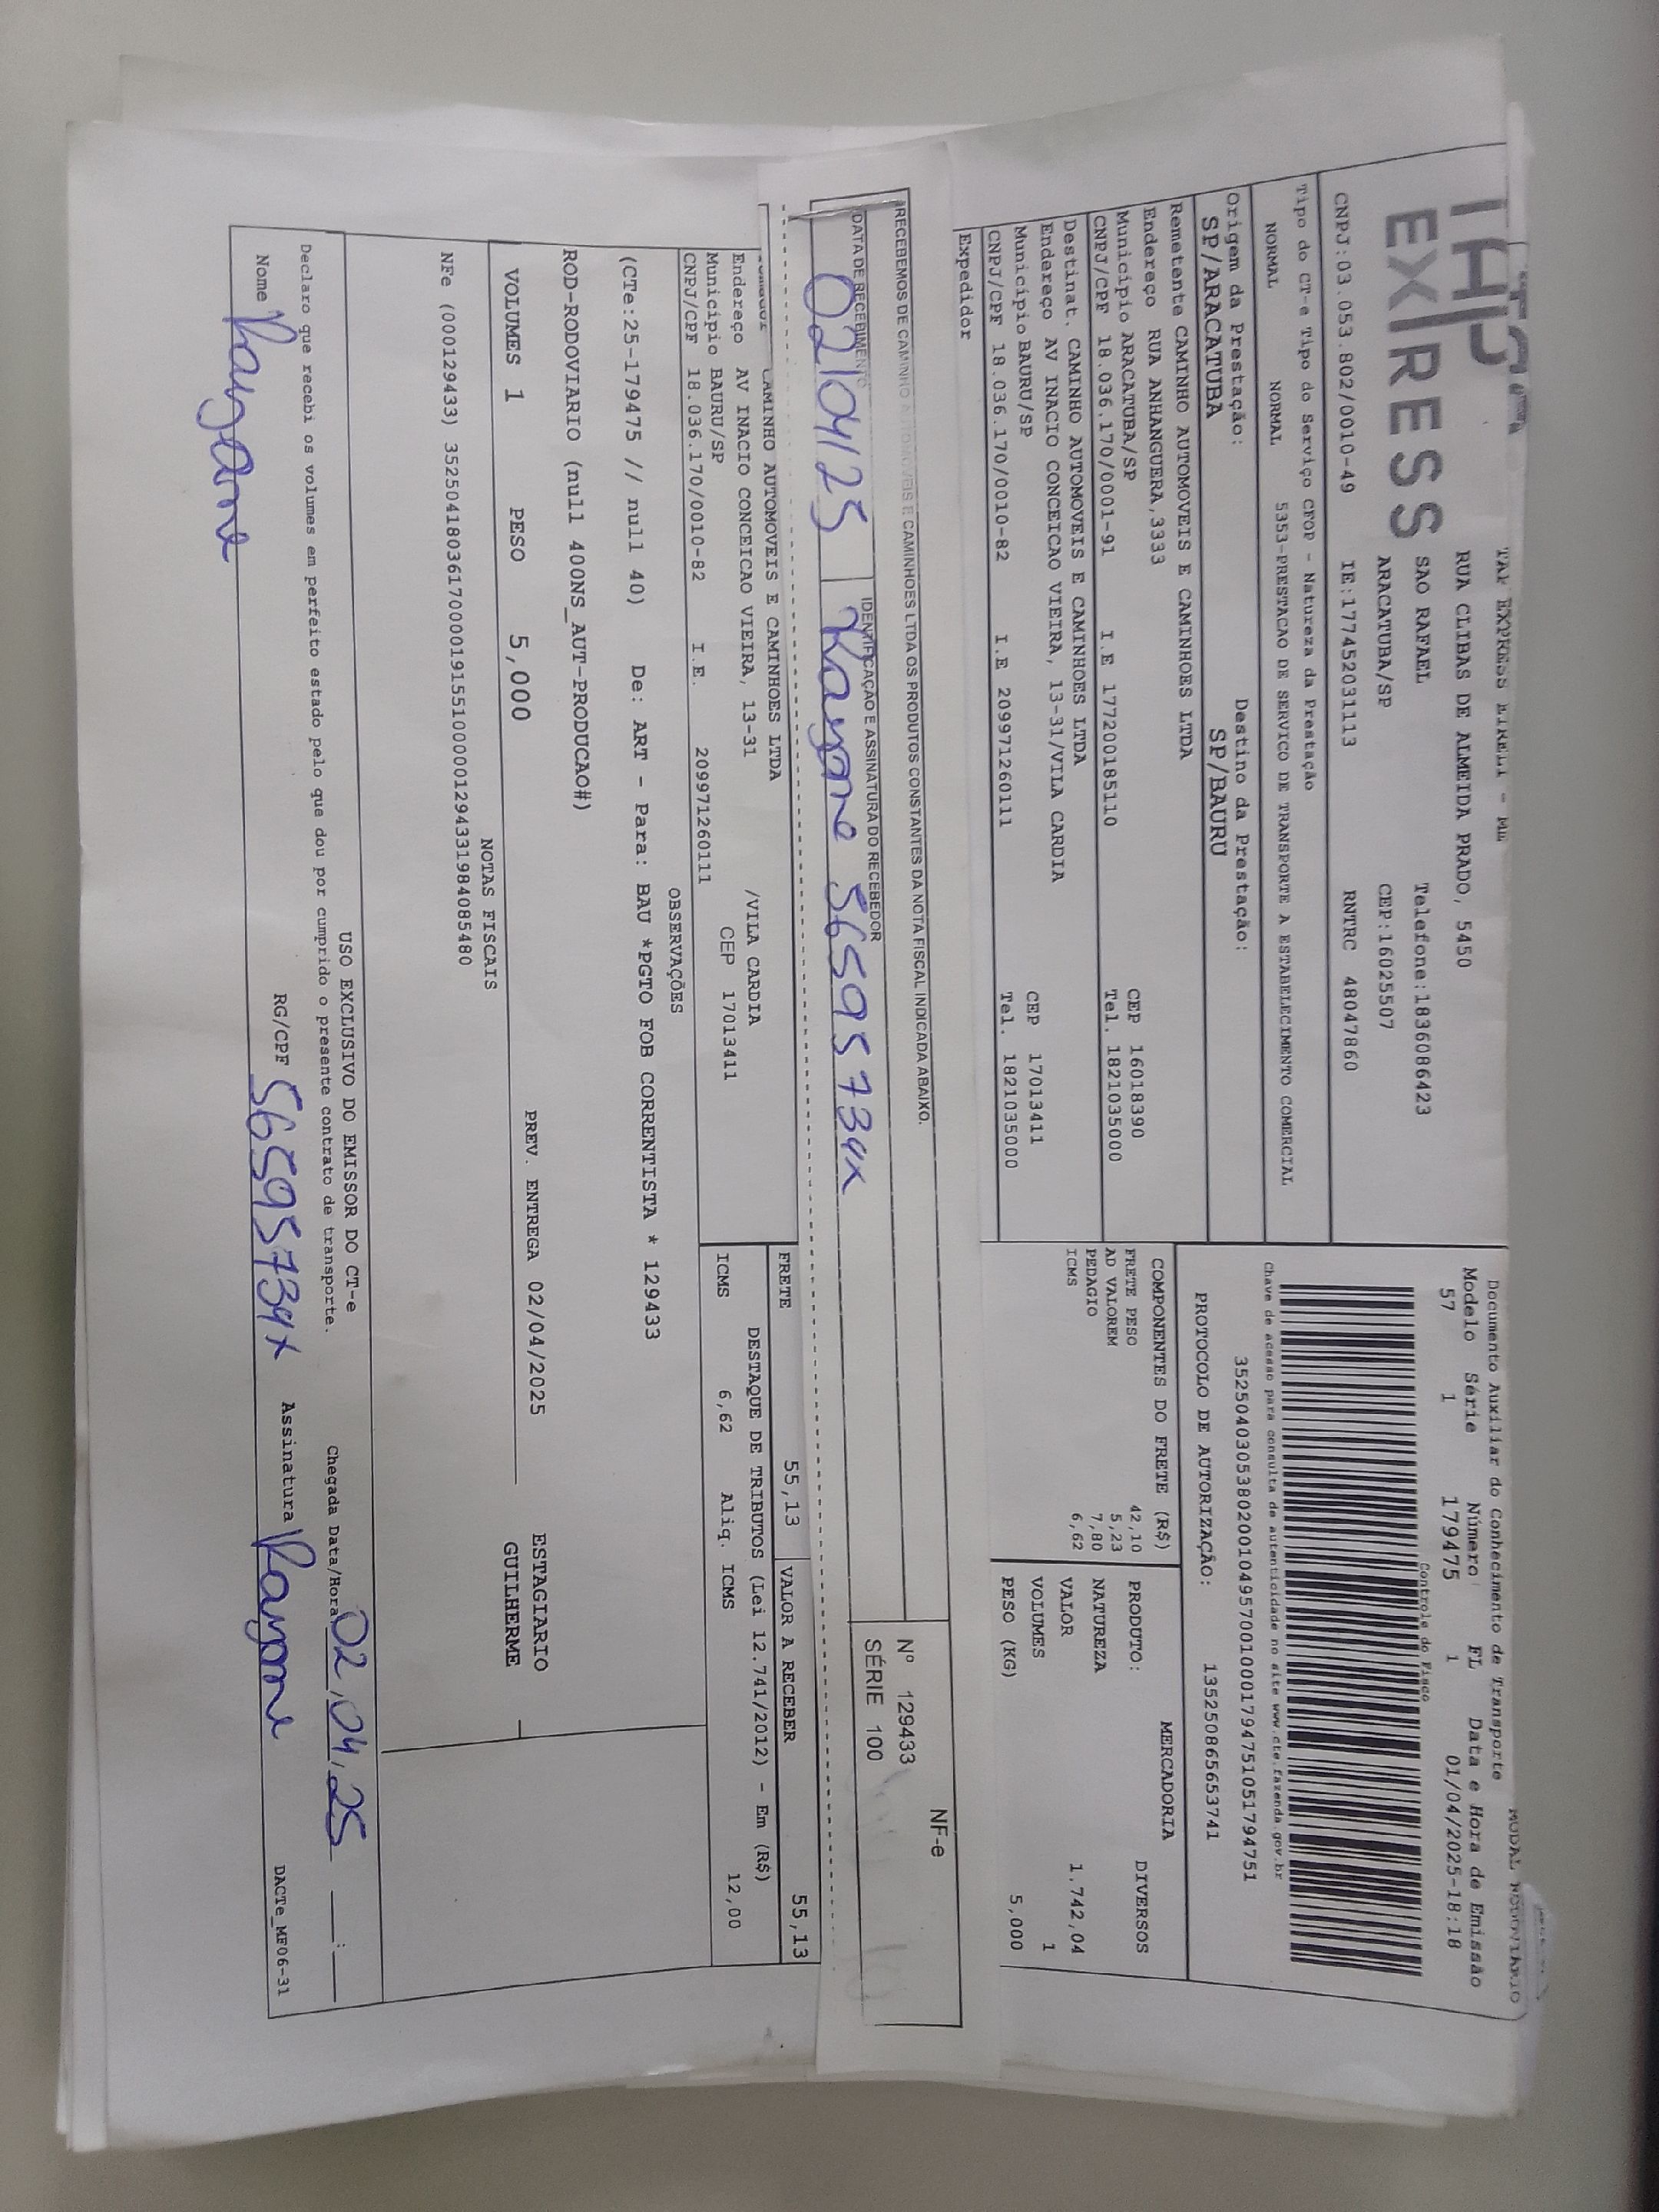 EXPRESS
TAP EXPRESS EIRELI - ME
RUA CLIBAS DE ALMEIDA PRADO, 5450
SAO RAFAEL Telefone:1836086423
ARACATUBA/SP CEP:16025507
CNPJ:03.053.802/0010-49 IE:177452031113 RNTRC 48047860
Tipo do CT-e Tipo do Serviço CFOP - Natureza da Prestação
NORMAL NORMAL 5353-PRESTACAO DE SERVICO DE TRANSPORTE A ESTABELECIMENTO COMERCIAL
Origem da Prestação: Destino da Prestação:
SP/ARACATUBA SP/BAURU
Remetente CAMINHO AUTOMOVEIS E CAMINHOES LTDA
Endereço RUA ANHANGUERA,3333 CEP 16018390
Município ARACATUBA/SP Tel. 1821035000
CNPJ/CPF 18.036.170/0001-91 I.E 177200185110
Destinat. CAMINHO AUTOMOVEIS E CAMINHOES LTDA
Endereço AV INACIO CONCEICAO VIEIRA, 13-31/VILA CARDIA
Município BAURU/SP CEP 17013411
CNPJ/CPF 18.036.170/0010-82 I.E 209971260111 Tel. 1821035000
Expedidor
MODAL RODOVIARIO
Documento Auxiliar do Conhecimento de Transporte
Modelo Série Número FL Data e Hora de Emissão
57 1 179475 1 01/04/2025-18:18
Controle do Fisco
Chave de acesso para consulta de autenticidade no site www.cte.fazenda.gov.br
35250403053802001049570010001794751051794751
PROTOCOLO DE AUTORIZAÇÃO: 135250865653741
COMPONENTES DO FRETE (R$)
FRETE PESO 42,10
AD VALOREM 5,23
PEDAGIO 7,80
ICMS 6,62
MERCADORIA
PRODUTO: DIVERSOS
NATUREZA
VALOR 1.742,04
VOLUMES 1
PESO (KG) 5,000
RECEBEMOS DE CAMINHO AUTOMOVEIS E CAMINHOES LTDA OS PRODUTOS CONSTANTES DA NOTA FISCAL INDICADA ABAIXO.
DATA DE RECEBIMENTO IDENTIFICAÇÃO E ASSINATURA DO RECEBEDOR
02/04/25 Rayane 56595734x
NF-e
Nº 129433
SÉRIE 100
CAMINHO AUTOMOVEIS E CAMINHOES LTDA
Endereço AV INACIO CONCEICAO VIEIRA, 13-31 /VILA CARDIA
Município BAURU/SP CEP 17013411
CNPJ/CPF 18.036.170/0010-82 I.E. 209971260111
FRETE 55,13 VALOR A RECEBER 55,13
DESTAQUE DE TRIBUTOS (Lei 12.741/2012) - Em (R$)
ICMS 6,62 Aliq. ICMS 12,00
OBSERVAÇÕES
(CTe:25-179475 // null 40) De: ART - Para: BAU *PGTO FOB CORRENTISTA * 129433
ROD-RODOVIARIO (null 400NS_AUT-PRODUCAO#)
VOLUMES 1 PESO 5,000 PREV. ENTREGA 02/04/2025
ESTAGIARIO
GUILHERME
NOTAS FISCAIS
NFe (000129433) 35250418036170000191551000001294331984085480
USO EXCLUSIVO DO EMISSOR DO CT-e
Declaro que recebi os volumes em perfeito estado pelo que dou por cumprido o presente contrato de transporte.
Chegada Data/Hora 02,04,25 :
Nome Rayane RG/CPF 56595734x Assinatura Rayane
DACTe_MF06-31